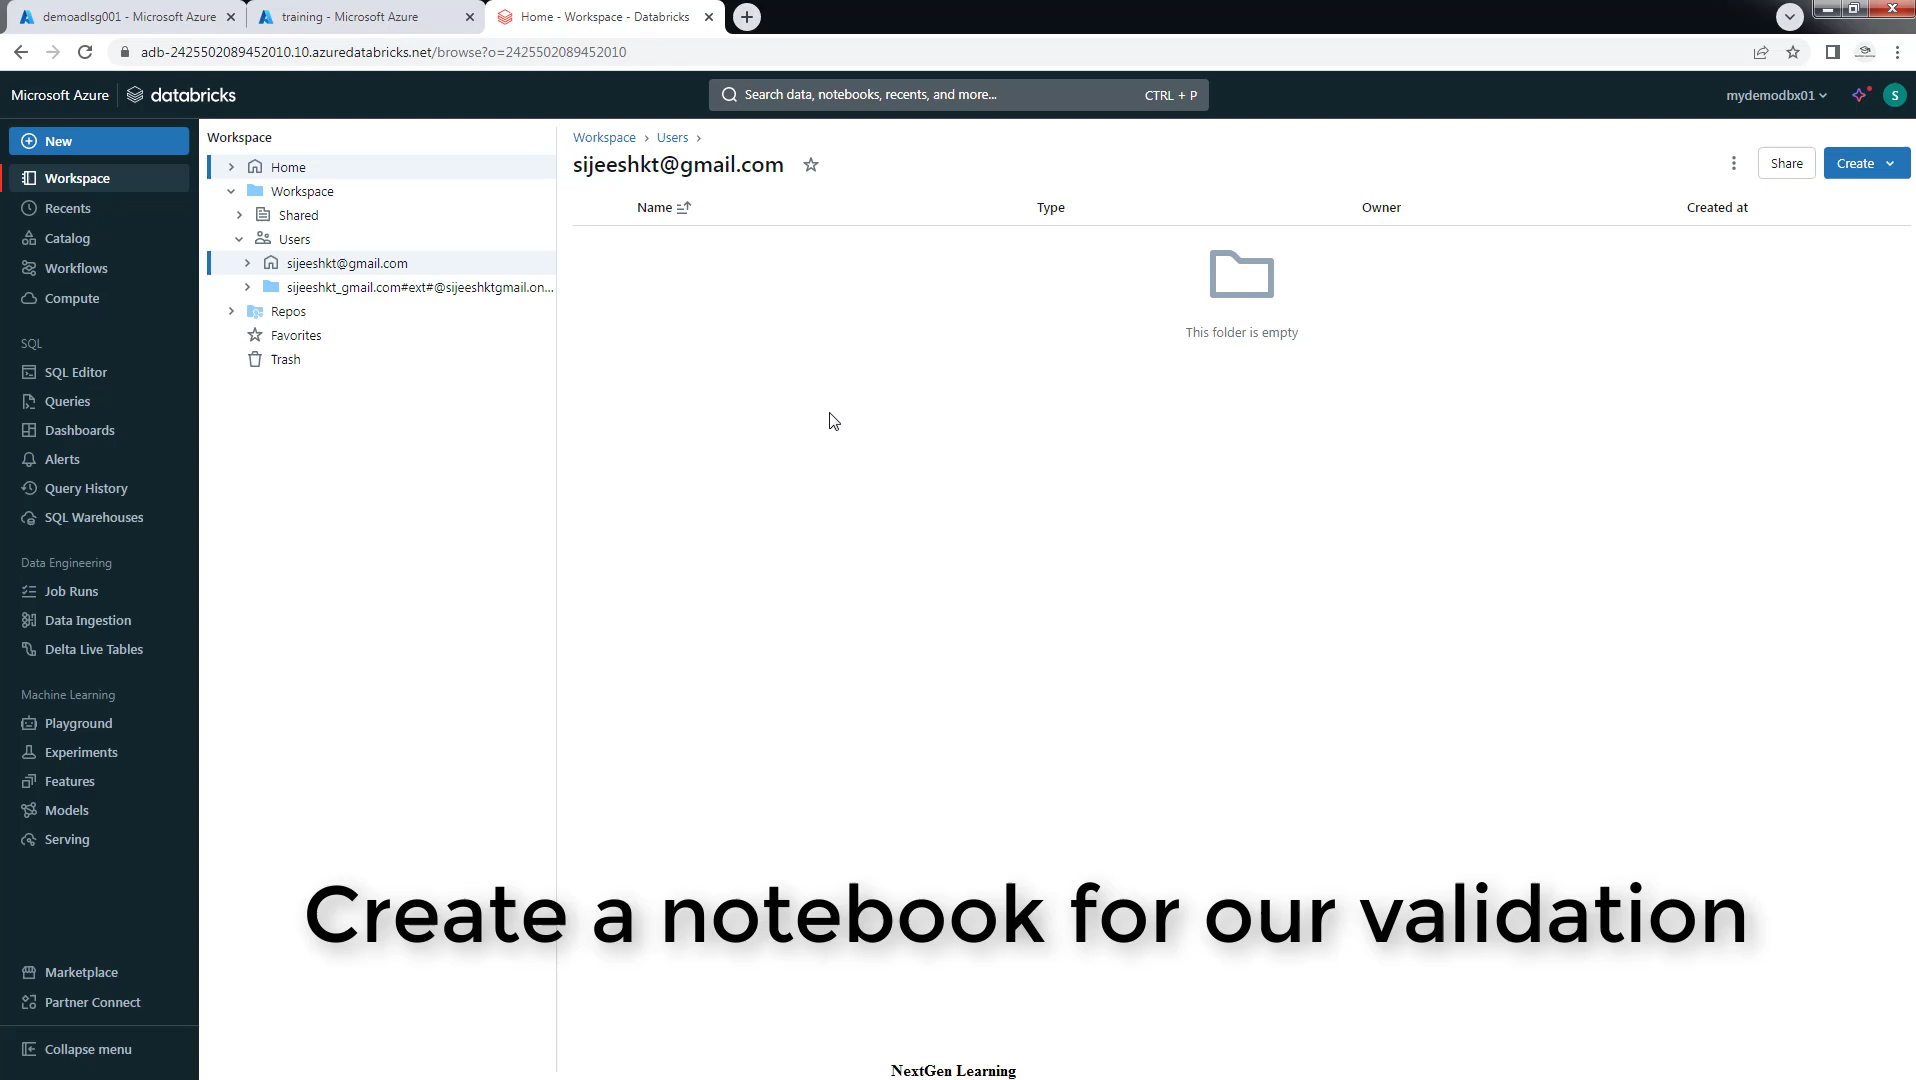 demoadlsg001 - Microsoft Azure
training - Microsoft Azure
Home - Workspace - Databricks
adb-2425502089452010.10.azuredatabricks.net/browse?o=2425502089452010
Microsoft Azure
databricks
Search data, notebooks, recents, and more...
CTRL + P
mydemodbx01
S
New
Workspace
Recents
Catalog
Workflows
Compute
SQL
SQL Editor
Queries
Dashboards
Alerts
Query History
SQL Warehouses
Data Engineering
Job Runs
Data Ingestion
Delta Live Tables
Machine Learning
Playground
Experiments
Features
Models
Serving
Marketplace
Partner Connect
Collapse menu
Workspace
Home
Workspace
Shared
Users
sijeeshkt@gmail.com
sijeeshkt_gmail.com#ext#@sijeeshktgmail.on...
Repos
Favorites
Trash
Workspace › Users ›
sijeeshkt@gmail.com
Share
Create
Name
Type
Owner
Created at
This folder is empty
Create a notebook for our validation
NextGen Learning